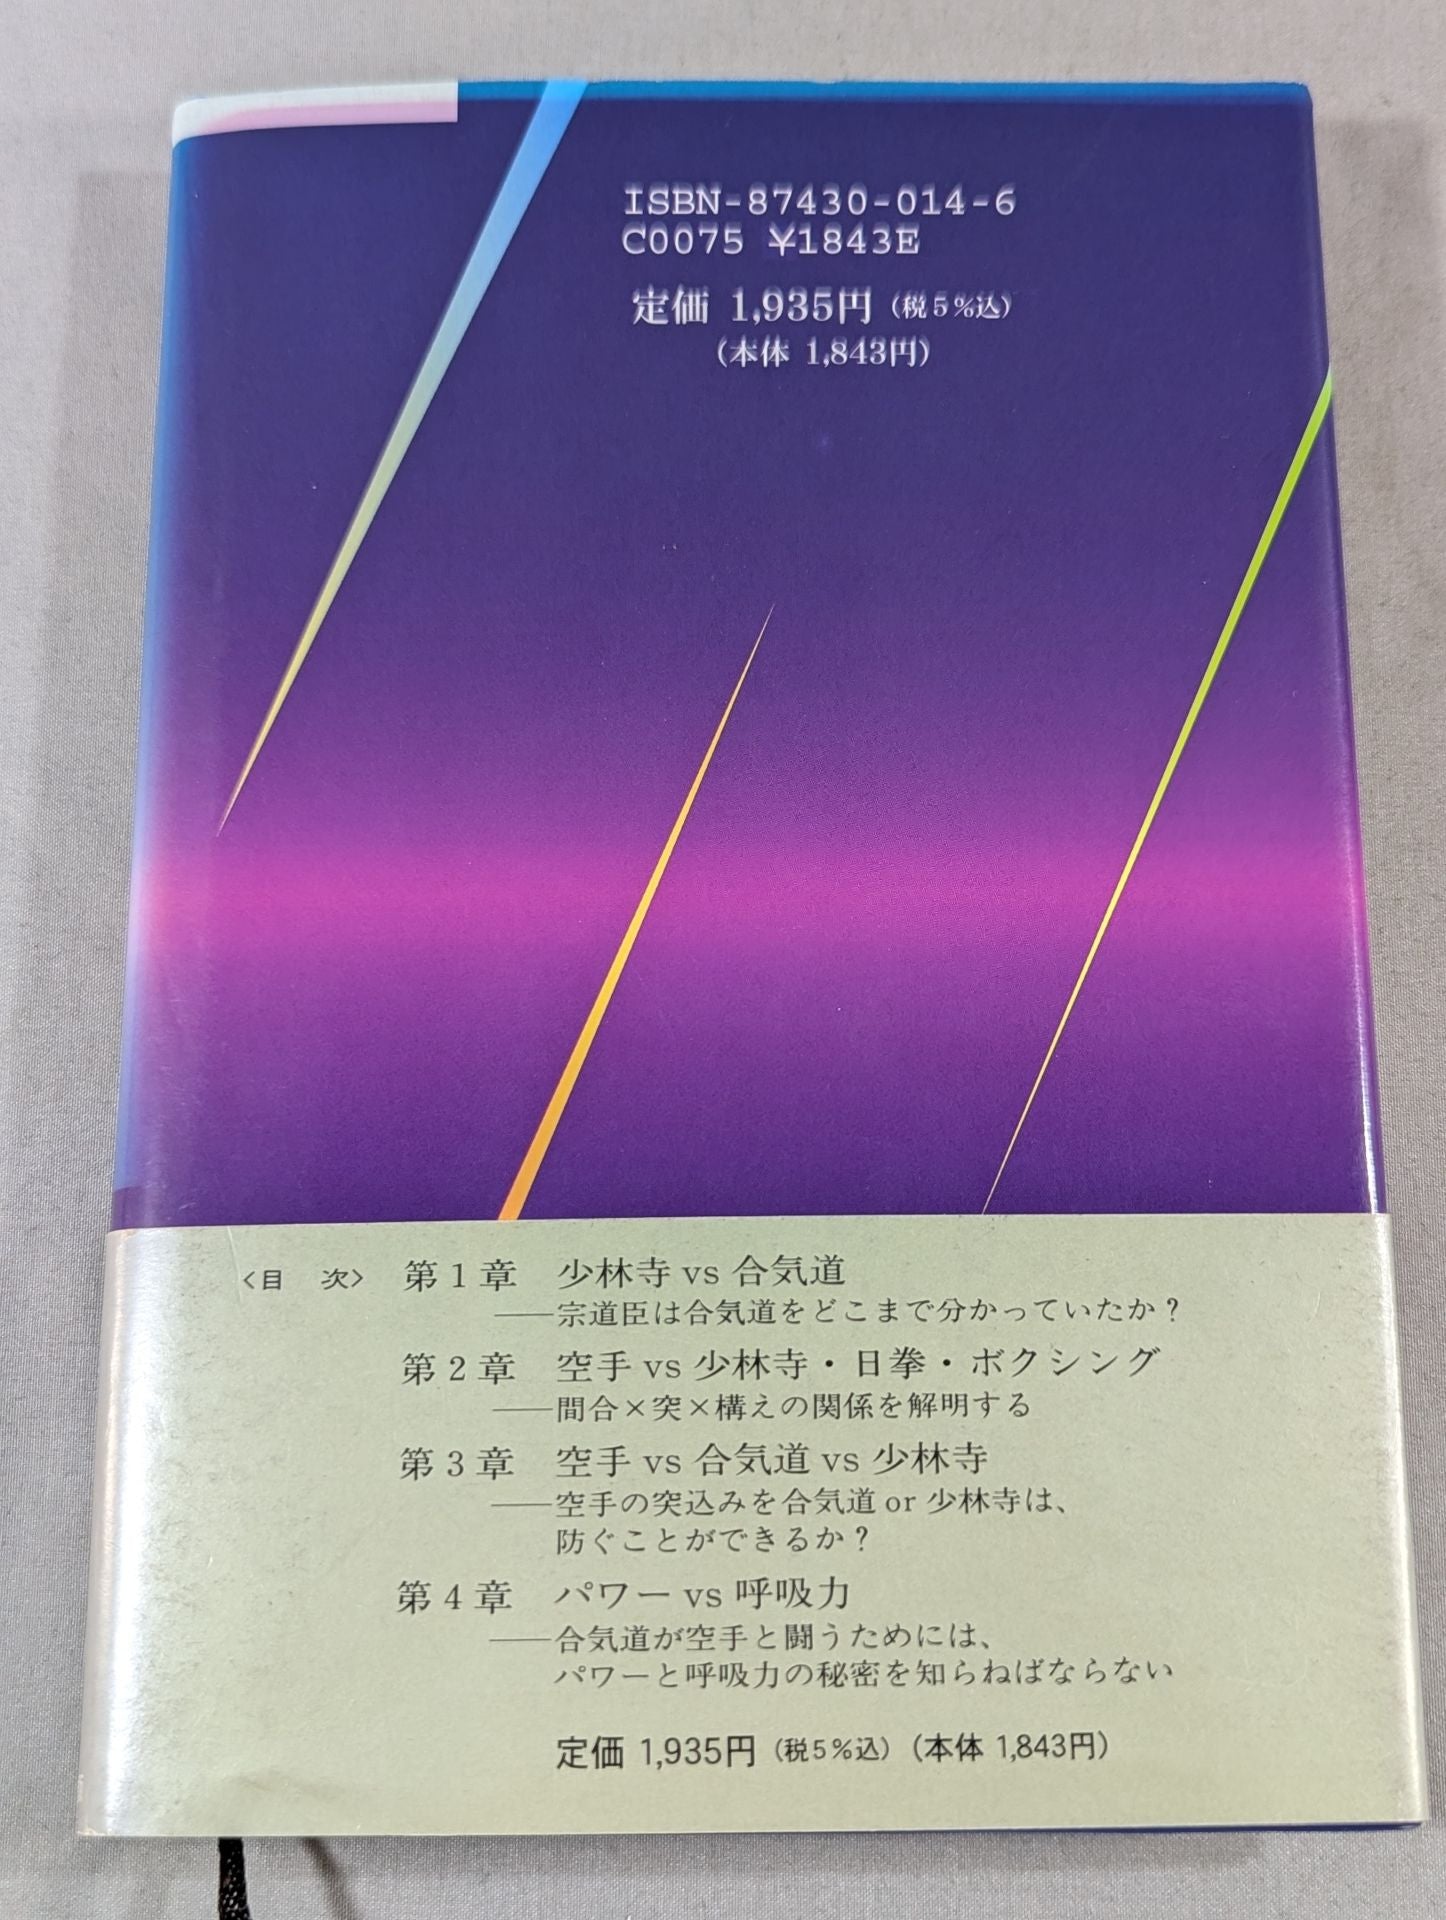 ISBN-87430-014-6
C0075 ¥1843E
定価 1,935円（税5%込）
（本体 1,843円）
<目 次> 第1章 少林寺 vs 合気道
──宗道臣は合気道をどこまで分かっていたか？
第2章 空手 vs 少林寺・日拳・ボクシング
──間合×突×構えの関係を解明する
第3章 空手 vs 合気道 vs 少林寺
──空手の突込みを合気道 or 少林寺は、
防ぐことができるか？
第4章 パワー vs 呼吸力
──合気道が空手と闘うためには、
パワーと呼吸力の秘密を知らねばならない
定価 1,935円（税5%込）（本体 1,843円）